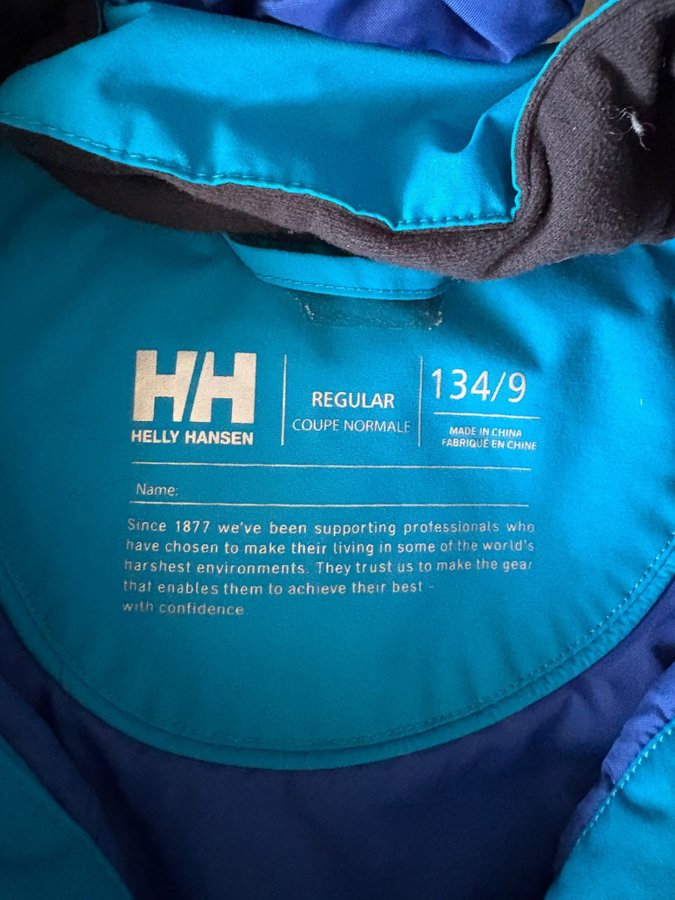 HH
HELLY HANSEN
REGULAR
COUPE NORMALE
134/9
MADE IN CHINA
FABRIQUÉ EN CHINE
Name:
Since 1877 we've been supporting professionals who
have chosen to make their living in some of the world's
harshest environments. They trust us to make the gear
that enables them to achieve their best -
with confidence.